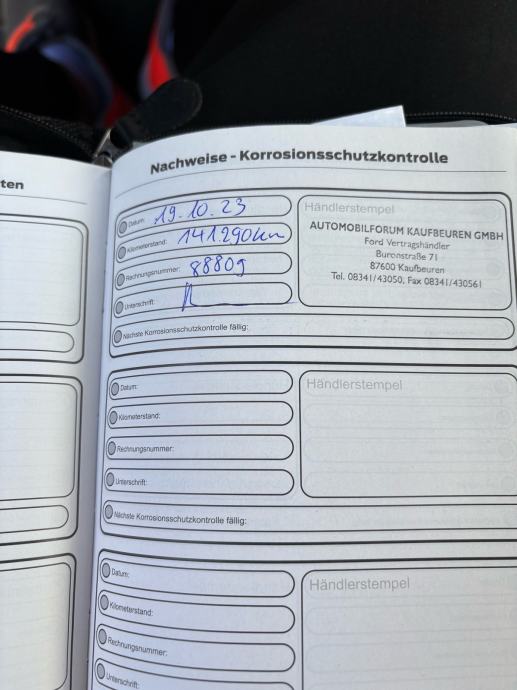 ten
Nachweise - Korrosionsschutzkontrolle
Datum: 19.10.23
Kilometerstand: 141.290km
Rechnungsnummer: 88809
Unterschrift:
Nächste Korrosionsschutzkontrolle fällig:
Händlerstempel
AUTOMOBILFORUM KAUFBEUREN GMBH
Ford Vertragshändler
Buronstraße 71
87600 Kaufbeuren
Tel. 08341/43050, Fax 08341/430561
Datum:
Kilometerstand:
Rechnungsnummer:
Unterschrift:
Nächste Korrosionsschutzkontrolle fällig:
Händlerstempel
Datum:
Kilometerstand:
Rechnungsnummer:
Unterschrift:
Händlerstempel